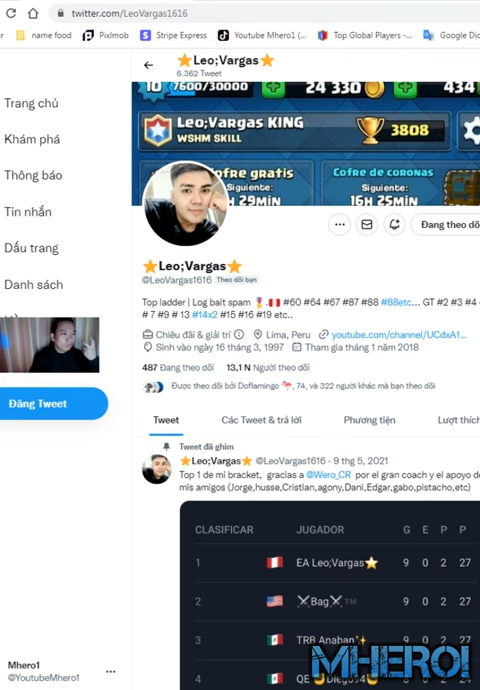 twitter.com/LeoVargas1616
name food
PixImob
Stripe Express
Youtube Mhero1 (...
Top Global Players -...
Google Dịc
⭐Leo;Vargas⭐
6.362 Tweet
10
7600/30000
24 330
434
Leo;Vargas KING
WSHM SKILL
3808
Cofre gratis
Siguiente:
29min
Cofre de coronas
Siguiente:
16h 25min
Trang chủ
Khám phá
Thông báo
Tin nhắn
Dấu trang
Danh sách
Đăng Tweet
Đang theo dõi
⭐Leo;Vargas⭐
@LeoVargas1616 Theo dõi bạn
Top ladder | Log bait spam 🎖️.🇵🇪 #60 #64 #67 #87 #88 #88etc... GT #2 #3 #4
#7 #9 # 13 #14x2 #15 #16 #19 etc..
Chiêu đãi & giải trí Lima, Peru youtube.com/channel/UCdxA1...
Sinh vào ngày 16 tháng 3, 1997 Tham gia tháng 1 năm 2018
487 Đang theo dõi 13,1 N Người theo dõi
Được theo dõi bởi Doflamingo 🦩, 74, và 322 người khác mà bạn theo dõi
Tweet Các Tweet & trả lời Phương tiện Lượt thích
Tweet đã ghim
⭐Leo;Vargas⭐ @LeoVargas1616 · 9 thg 5, 2021
Top 1 de mi bracket, gracias a @Wero_CR por el gran coach y el apoyo de
mis amigos (Jorge,husse,Cristian,agony,Dani,Edgar,gabo,pistacho,etc)
CLASIFICAR JUGADOR G E P P
1 EA Leo;Vargas⭐ 9 0 2 27
2 ⚔Bag⚔™ 9 0 2 27
3 TRB Anaban✨ 9 0 2 27
4 QE Diego94
Mhero1
@YoutubeMhero1
MHERO1